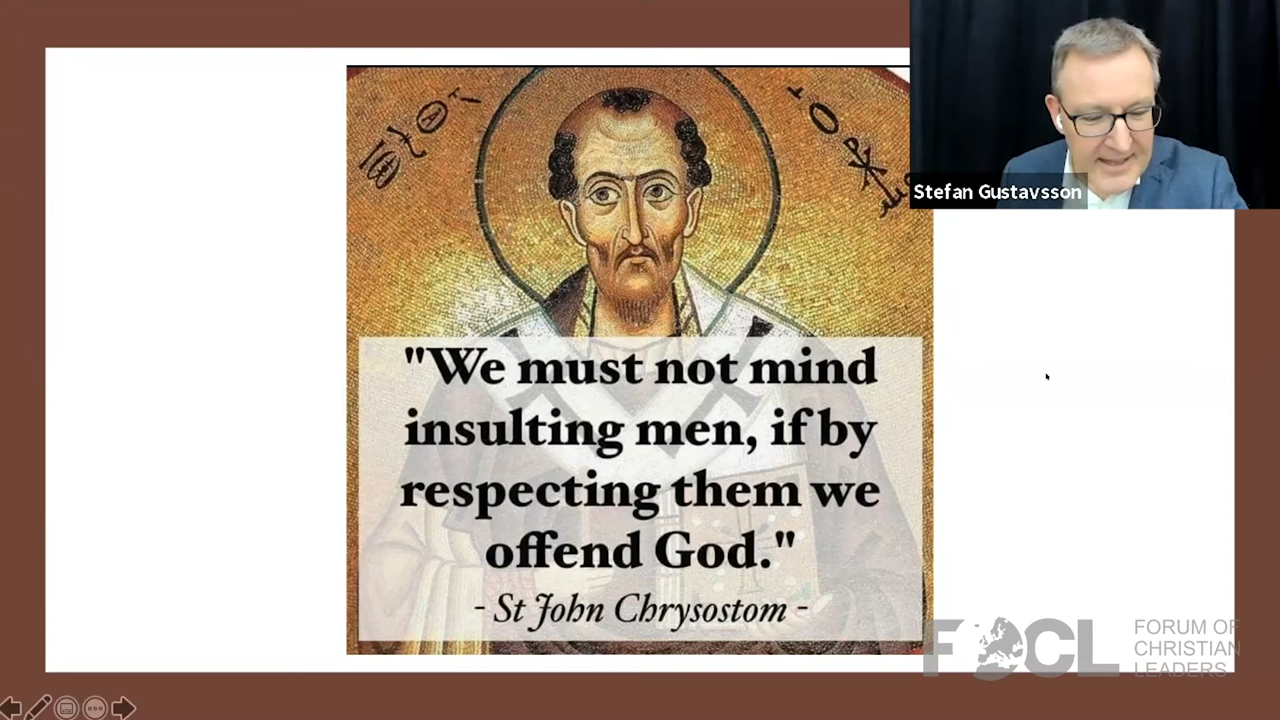 Stefan Gustavsson
"We must not mind
insulting men, if by
respecting them we
offend God."
- St John Chrysostom -
FOCL
FORUM OF
CHRISTIAN
LEADERS